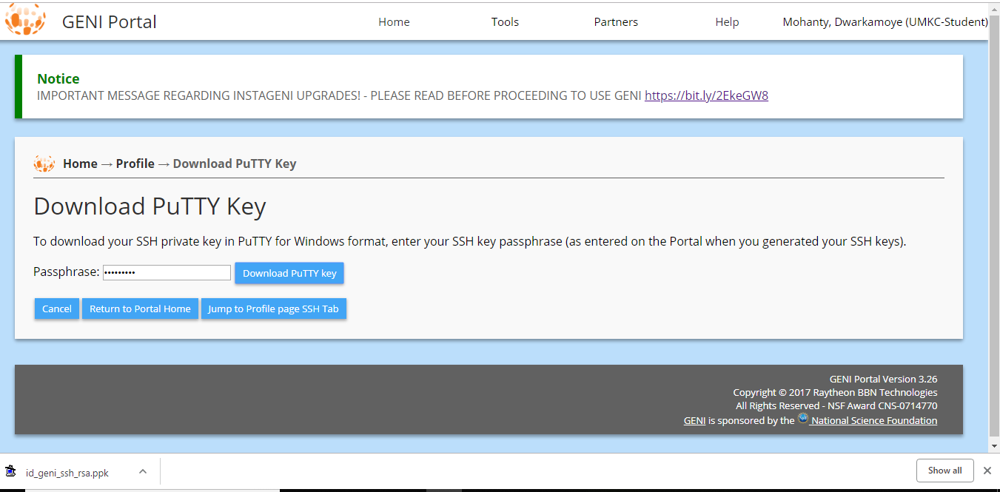 GENI Portal Home Tools Partners Help Mohanty, Dwarkamoye (UMKC-Student)
Notice
IMPORTANT MESSAGE REGARDING INSTAGENI UPGRADES! - PLEASE READ BEFORE PROCEEDING TO USE GENI https://bit.ly/2EkeGW8
Home → Profile → Download PuTTY Key
Download PuTTY Key
To download your SSH private key in PuTTY for Windows format, enter your SSH key passphrase (as entered on the Portal when you generated your SSH keys).
Passphrase: ••••••••• Download PuTTY key
Cancel Return to Portal Home Jump to Profile page SSH Tab
GENI Portal Version 3.26
Copyright © 2017 Raytheon BBN Technologies
All Rights Reserved - NSF Award CNS-0714770
GENI is sponsored by the National Science Foundation
id_geni_ssh_rsa.ppk Show all